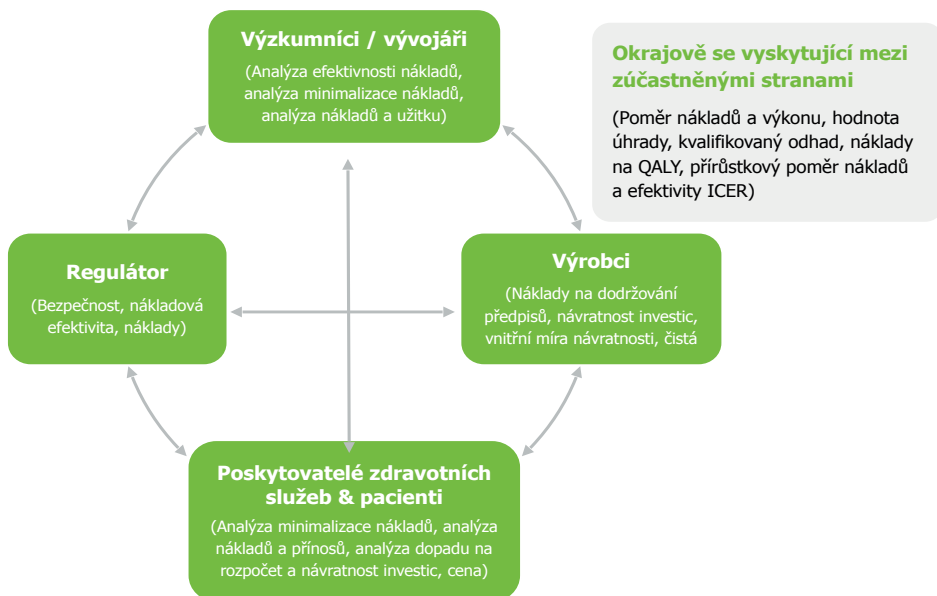 Výzkumníci / vývojáři
(Analýza efektivnosti nákladů,
analýza minimalizace nákladů,
analýza nákladů a užitku)
Okrajově se vyskytující mezi
zúčastněnými stranami
(Poměr nákladů a výkonu, hodnota
úhrady, kvalifikovaný odhad, náklady
na QALY, přírůstkový poměr nákladů
a efektivity ICER)
Regulátor
(Bezpečnost, nákladová
efektivita, náklady)
Výrobci
(Náklady na dodržování
předpisů, návratnost investic,
vnitřní míra návratnosti, čistá
Poskytovatelé zdravotních
služeb & pacienti
(Analýza minimalizace nákladů, analýza
nákladů a přínosů, analýza dopadu na
rozpočet a návratnost investic, cena)